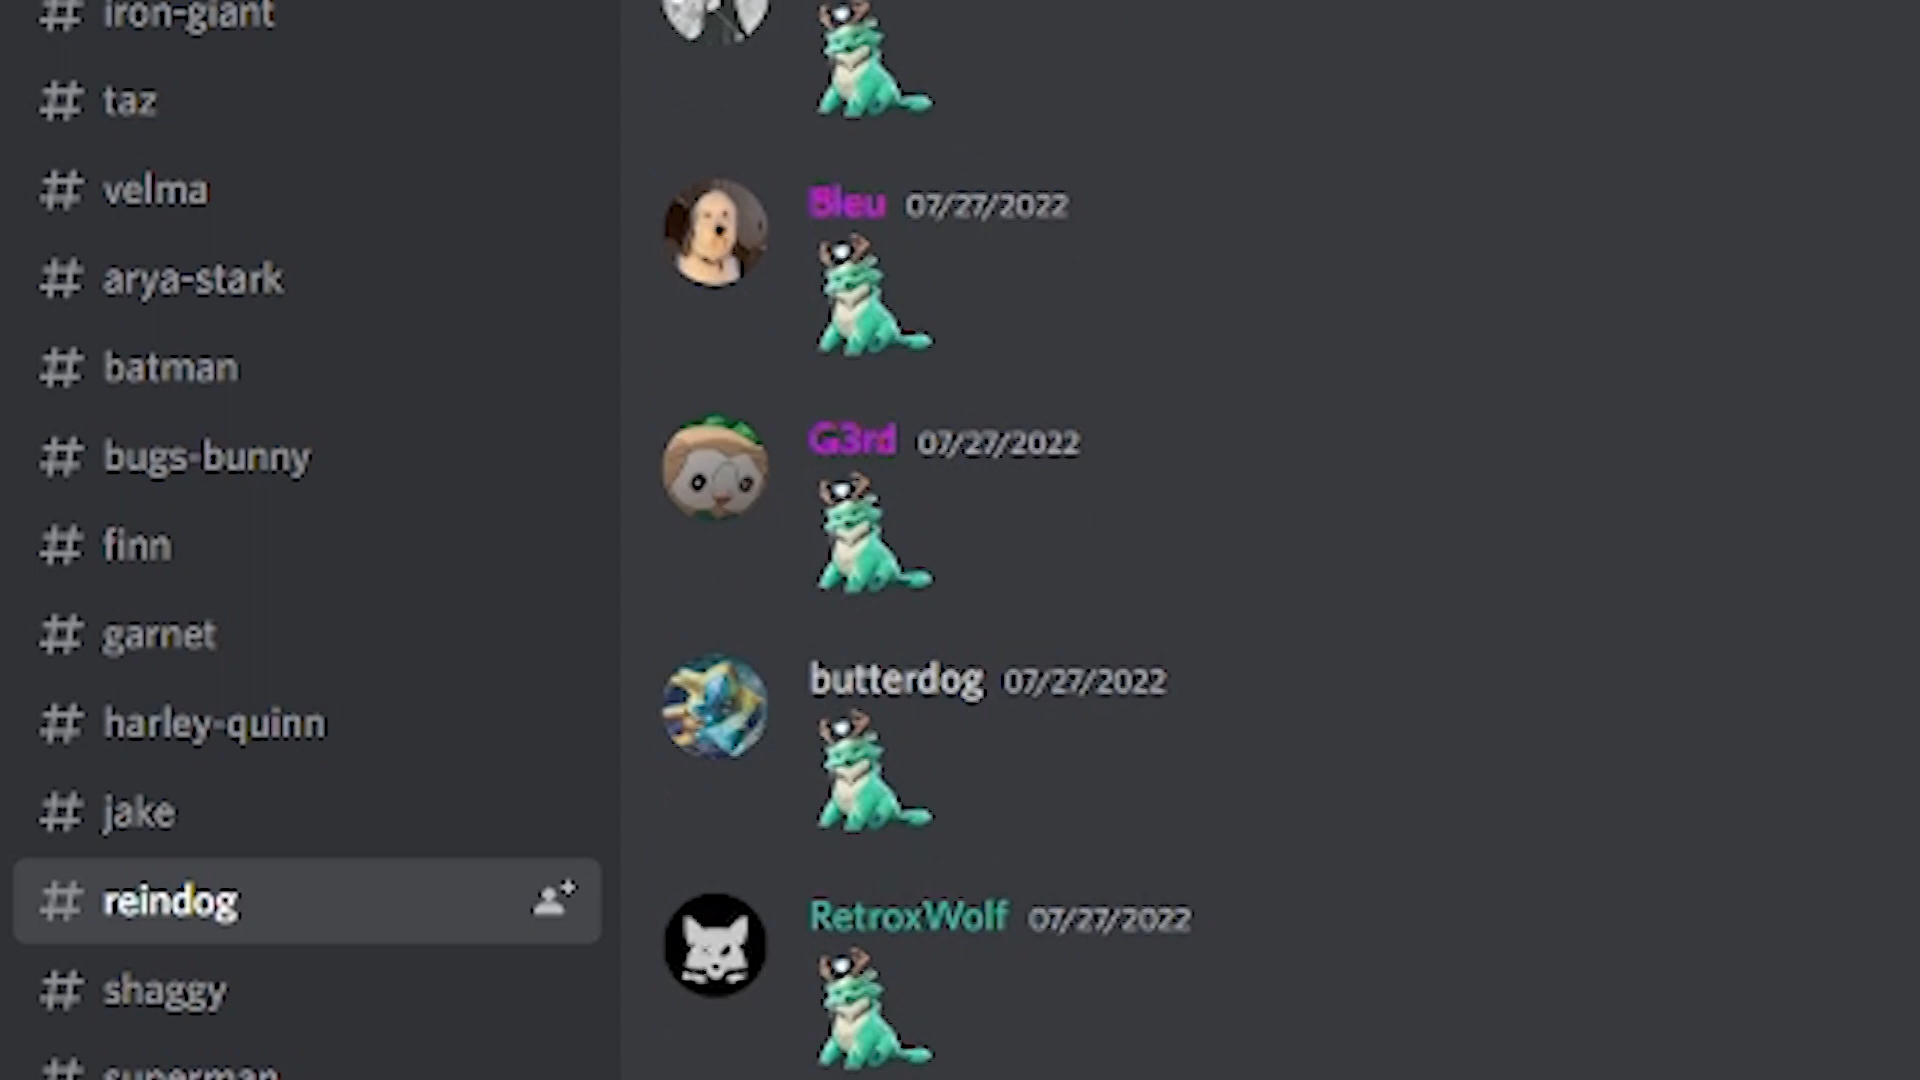 # iron-giant
# taz
# velma
# arya-stark
# batman
# bugs-bunny
# finn
# garnet
# harley-quinn
# jake
# reindog
# shaggy
# superman
Bleu 07/27/2022
G3rd 07/27/2022
butterdog 07/27/2022
RetroxWolf 07/27/2022